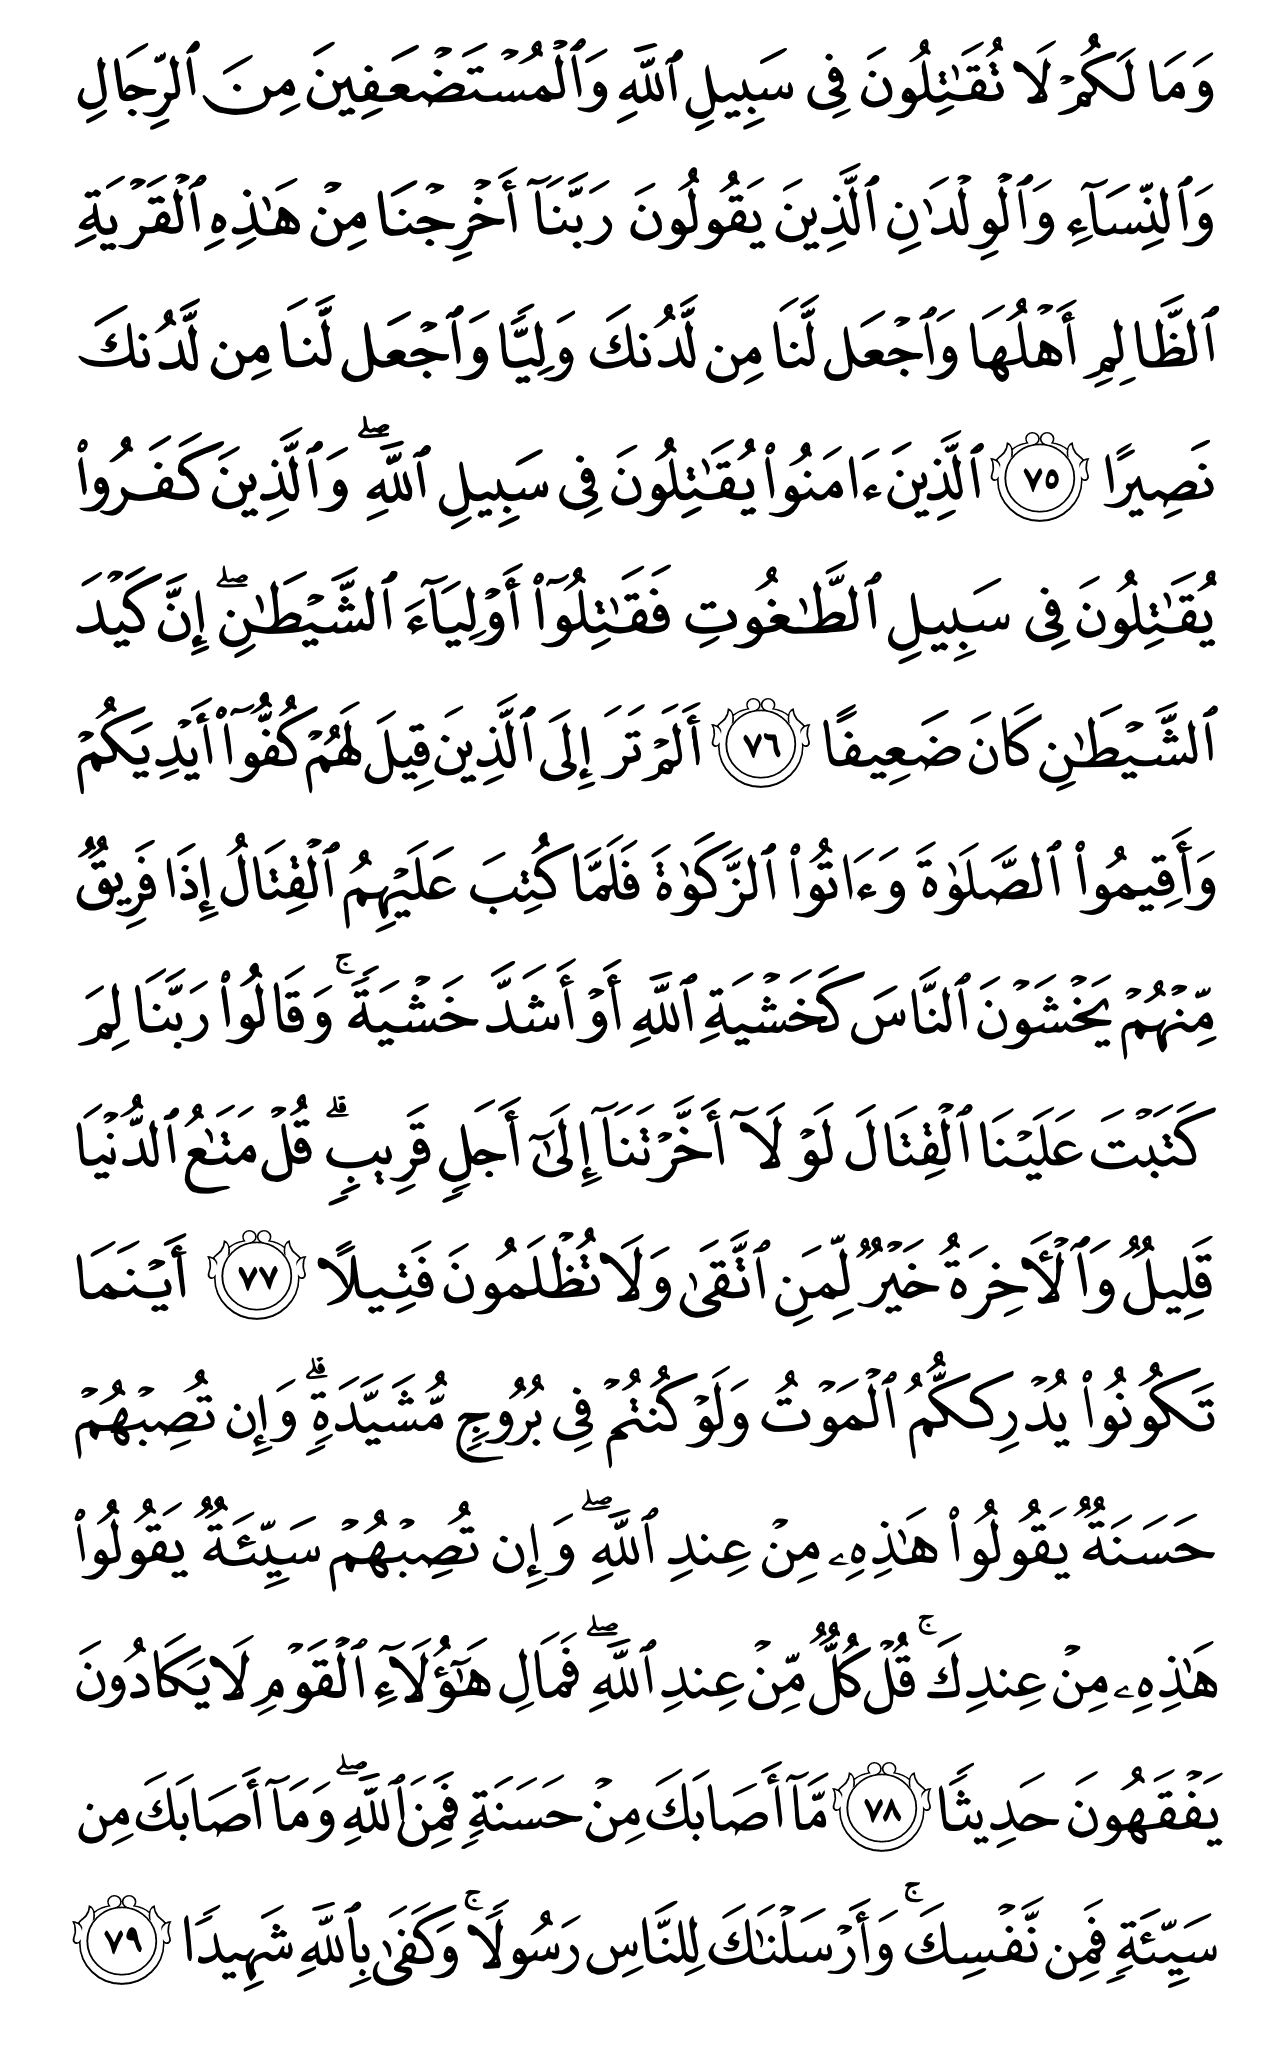 وَمَا لَكُمْ لَا تُقَٰتِلُونَ فِى سَبِيلِ ٱللَّهِ وَٱلْمُسْتَضْعَفِينَ مِنَ ٱلرِّجَالِ
وَٱلنِّسَآءِ وَٱلْوِلْدَٰنِ ٱلَّذِينَ يَقُولُونَ رَبَّنَآ أَخْرِجْنَا مِنْ هَٰذِهِ ٱلْقَرْيَةِ
ٱلظَّالِمِ أَهْلُهَا وَٱجْعَل لَّنَا مِن لَّدُنكَ وَلِيًّا وَٱجْعَل لَّنَا مِن لَّدُنكَ
نَصِيرًا ٧٥ ٱلَّذِينَ ءَامَنُوا۟ يُقَٰتِلُونَ فِى سَبِيلِ ٱللَّهِ ۖ وَٱلَّذِينَ كَفَرُوا۟
يُقَٰتِلُونَ فِى سَبِيلِ ٱلطَّٰغُوتِ فَقَٰتِلُوٓا۟ أَوْلِيَآءَ ٱلشَّيْطَٰنِ ۖ إِنَّ كَيْدَ
ٱلشَّيْطَٰنِ كَانَ ضَعِيفًا ٧٦ أَلَمْ تَرَ إِلَى ٱلَّذِينَ قِيلَ لَهُمْ كُفُّوٓا۟ أَيْدِيَكُمْ
وَأَقِيمُوا۟ ٱلصَّلَوٰةَ وَءَاتُوا۟ ٱلزَّكَوٰةَ فَلَمَّا كُتِبَ عَلَيْهِمُ ٱلْقِتَالُ إِذَا فَرِيقٌ
مِّنْهُمْ يَخْشَوْنَ ٱلنَّاسَ كَخَشْيَةِ ٱللَّهِ أَوْ أَشَدَّ خَشْيَةً ۚ وَقَالُوا۟ رَبَّنَا لِمَ
كَتَبْتَ عَلَيْنَا ٱلْقِتَالَ لَوْلَآ أَخَّرْتَنَآ إِلَىٰٓ أَجَلٍ قَرِيبٍ ۗ قُلْ مَتَٰعُ ٱلدُّنْيَا
قَلِيلٌ وَٱلْءَاخِرَةُ خَيْرٌ لِّمَنِ ٱتَّقَىٰ وَلَا تُظْلَمُونَ فَتِيلًا ٧٧ أَيْنَمَا
تَكُونُوا۟ يُدْرِككُّمُ ٱلْمَوْتُ وَلَوْ كُنتُمْ فِى بُرُوجٍ مُّشَيَّدَةٍ ۗ وَإِن تُصِبْهُمْ
حَسَنَةٌ يَقُولُوا۟ هَٰذِهِۦ مِنْ عِندِ ٱللَّهِ ۖ وَإِن تُصِبْهُمْ سَيِّئَةٌ يَقُولُوا۟
هَٰذِهِۦ مِنْ عِندِكَ ۚ قُلْ كُلٌّ مِّنْ عِندِ ٱللَّهِ ۖ فَمَالِ هَٰٓؤُلَآءِ ٱلْقَوْمِ لَا يَكَادُونَ
يَفْقَهُونَ حَدِيثًا ٧٨ مَّآ أَصَابَكَ مِنْ حَسَنَةٍ فَمِنَ ٱللَّهِ ۖ وَمَآ أَصَابَكَ مِن
سَيِّئَةٍ فَمِن نَّفْسِكَ ۚ وَأَرْسَلْنَٰكَ لِلنَّاسِ رَسُولًا ۚ وَكَفَىٰ بِٱللَّهِ شَهِيدًا ٧٩